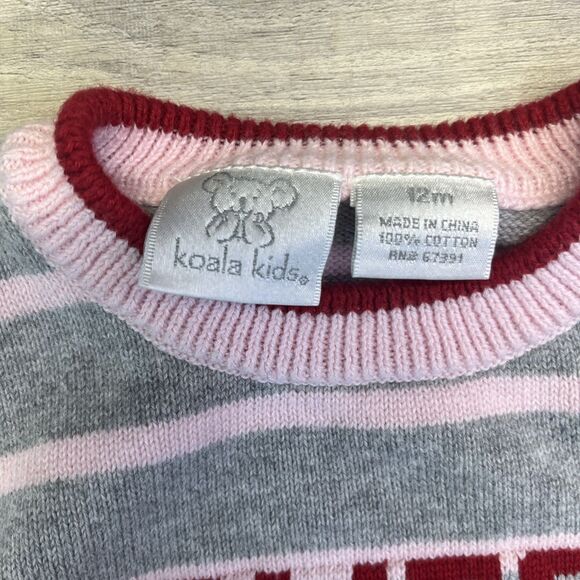 koala kids
12m
MADE IN CHINA
100% COTTON
RN# 67391